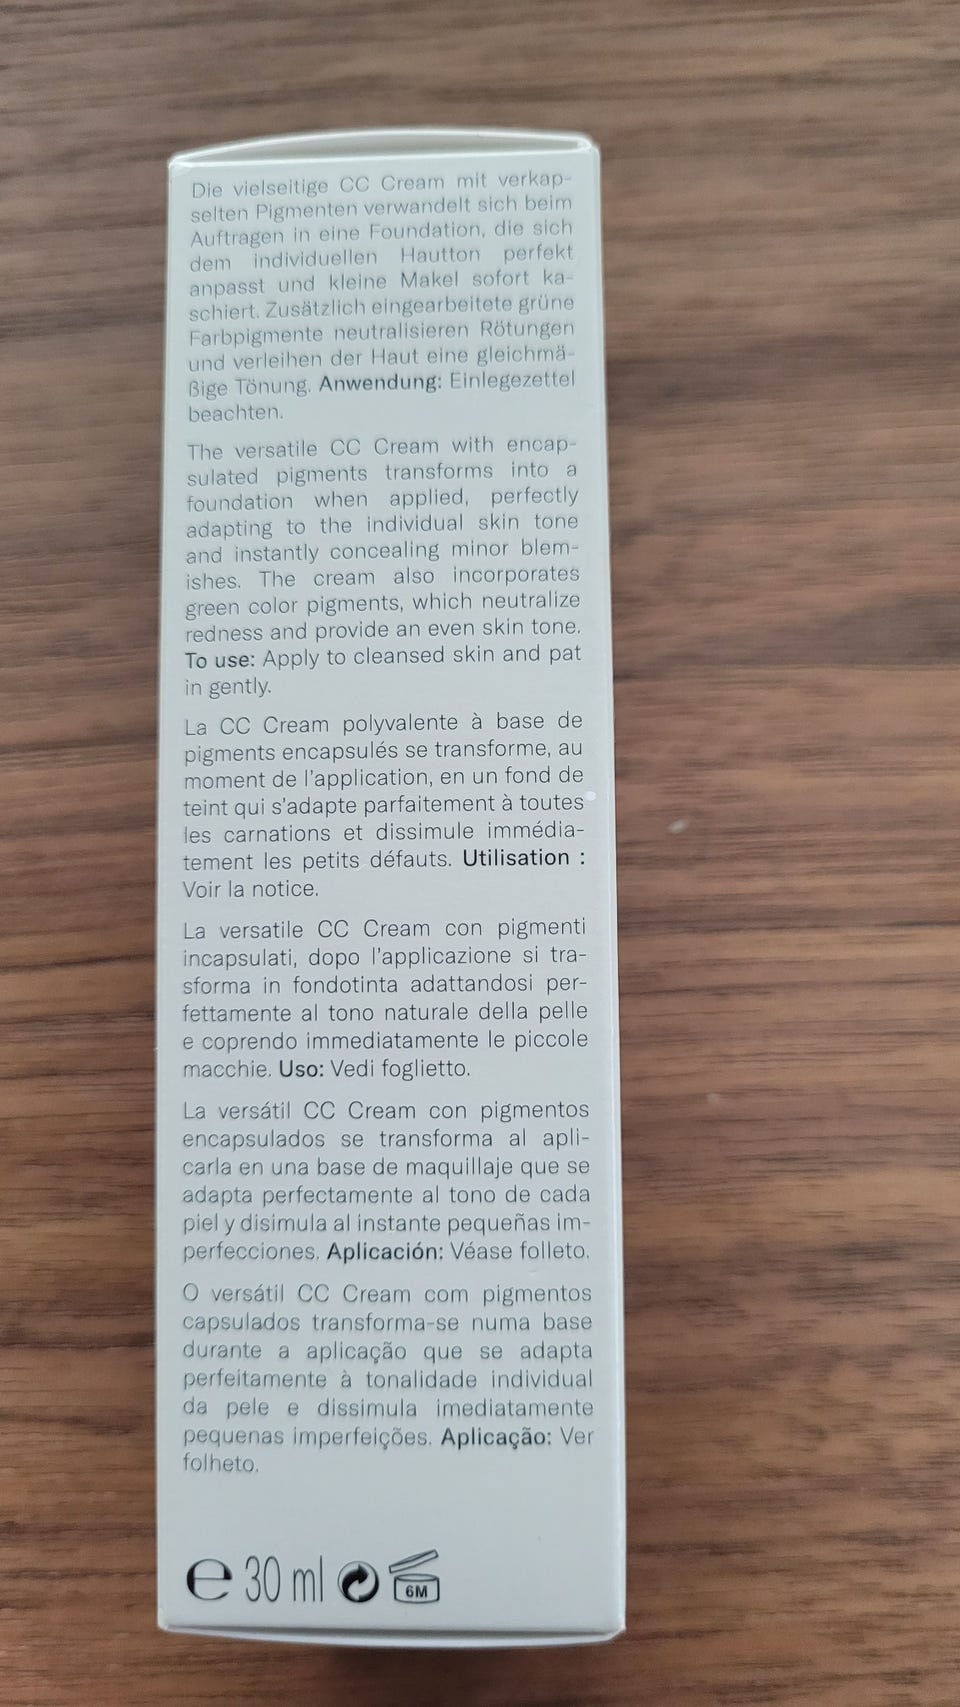 Die vielseitige CC Cream mit verkap-
selten Pigmenten verwandelt sich beim
Auftragen in eine Foundation, die sich
dem individuellen Hautton perfekt
anpasst und kleine Makel sofort ka-
schiert. Zusätzlich eingearbeitete grüne
Farbpigmente neutralisieren Rötungen
und verleihen der Haut eine gleichmä-
ßige Tönung. Anwendung: Einlegezettel
beachten.
The versatile CC Cream with encap-
sulated pigments transforms into a
foundation when applied, perfectly
adapting to the individual skin tone
and instantly concealing minor blem-
ishes. The cream also incorporates
green color pigments, which neutralize
redness and provide an even skin tone.
To use: Apply to cleansed skin and pat
in gently.
La CC Cream polyvalente à base de
pigments encapsulés se transforme, au
moment de l'application, en un fond de
teint qui s'adapte parfaitement à toutes
les carnations et dissimule immédia-
tement les petits défauts. Utilisation :
Voir la notice.
La versatile CC Cream con pigmenti
incapsulati, dopo l'applicazione si tra-
sforma in fondotinta adattandosi per-
fettamente al tono naturale della pelle
e coprendo immediatamente le piccole
macchie. Uso: Vedi foglietto.
La versátil CC Cream con pigmentos
encapsulados se transforma al apli-
carla en una base de maquillaje que se
adapta perfectamente al tono de cada
piel y disimula al instante pequeñas im-
perfecciones. Aplicación: Véase folleto.
O versátil CC Cream com pigmentos
capsulados transforma-se numa base
durante a aplicação que se adapta
perfeitamente à tonalidade individual
da pele e dissimula imediatamente
pequenas imperfeições. Aplicação: Ver
folheto.
℮ 30 ml 6M